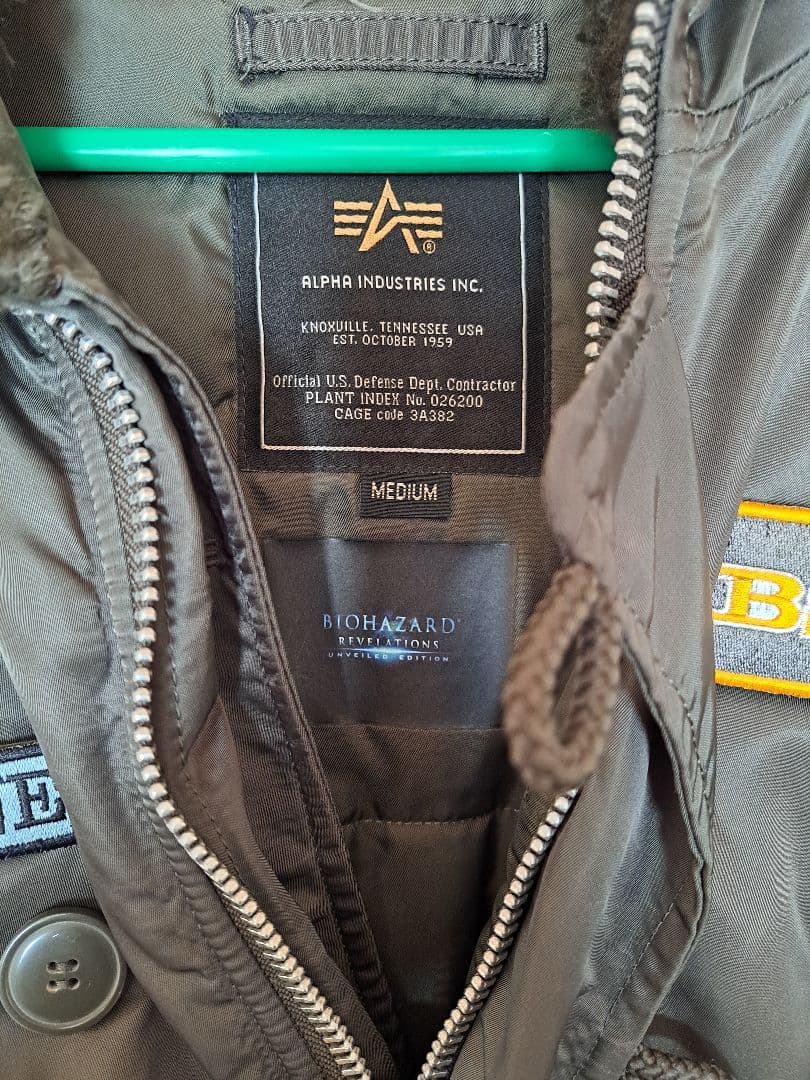 ®
ALPHA INDUSTRIES INC.
KNOXVILLE, TENNESSEE USA
EST. OCTOBER 1959
Official U.S. Defense Dept. Contractor
PLANT INDEX No. 026200
CAGE code 3A382
MEDIUM
BIOHAZARD
REVELATIONS
UNVEILED EDITION
B
E